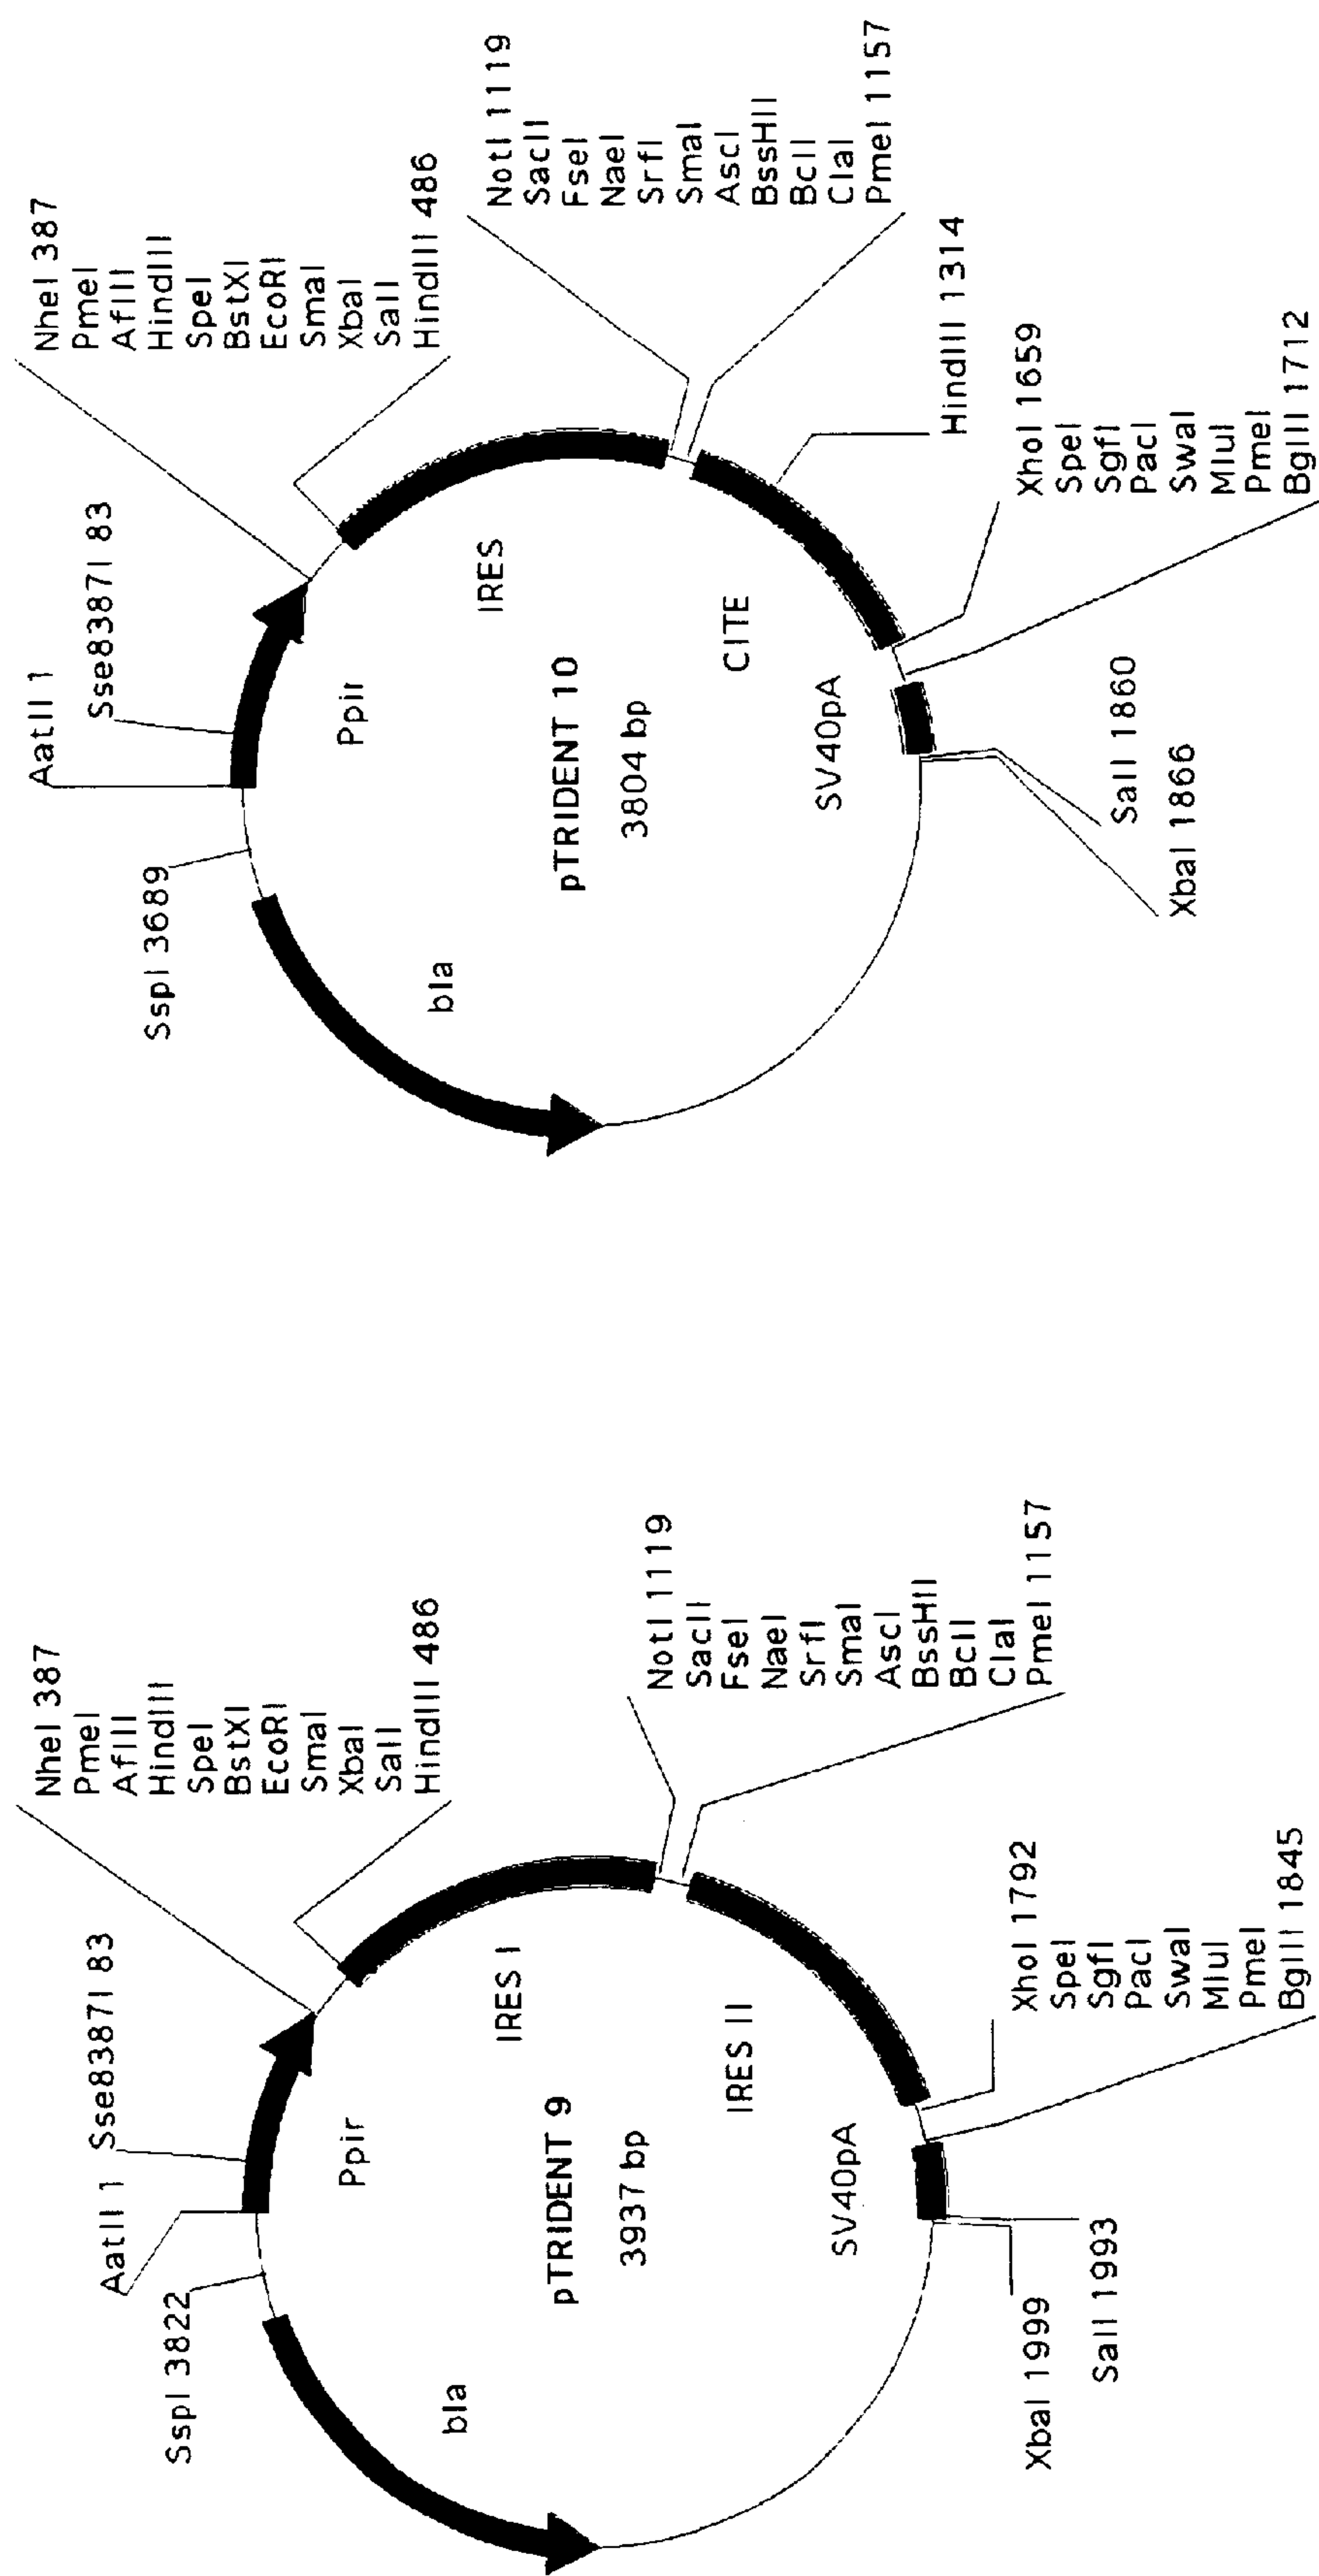 AatII 1
Sse8387I 83
NheI 387
PmeI
AflII
HindIII
SpeI
BstXI
EcoRI
SmaI
XbaI
SalI
HindIII 486
SspI 3822
Ppir
IRES I
NotI 1119
SacII
FseI
NaeI
SrfI
SmaI
AscI
BssHII
BclI
ClaI
PmeI 1157
bla
pTRIDENT 9
3937 bp
IRES II
SV40pA
XhoI 1792
SpeI
SgfI
PacI
SwaI
MluI
PmeI
BglII 1845
XbaI 1999
SalI 1993
AatII 1
Sse8387I 83
NheI 387
PmeI
AflII
HindIII
SpeI
BstXI
EcoRI
SmaI
XbaI
SalI
HindIII 486
SspI 3689
Ppir
IRES
NotI 1119
SacII
FseI
NaeI
SrfI
SmaI
AscI
BssHII
BclI
ClaI
PmeI 1157
bla
pTRIDENT 10
3804 bp
CITE
SV40pA
HindIII 1314
XhoI 1659
SpeI
SgfI
PacI
SwaI
MluI
PmeI
BglII 1712
SalI 1860
XbaI 1866